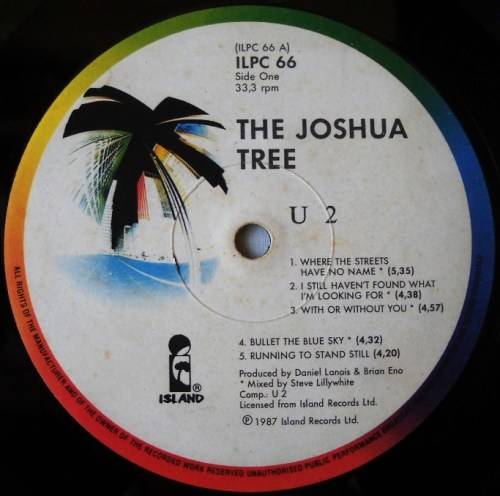 (ILPC 66 A)
ILPC 66
Side One
33,3 rpm
THE JOSHUA
TREE
U 2
1. WHERE THE STREETS
HAVE NO NAME * (5,35)
2. I STILL HAVEN'T FOUND WHAT
I'M LOOKING FOR * (4,38)
3. WITH OR WITHOUT YOU * (4,57)
4. BULLET THE BLUE SKY * (4,32)
5. RUNNING TO STAND STILL (4,20)
Produced by Daniel Lanois & Brian Eno
* Mixed by Steve Lillywhite
Comp.: U 2
Licensed from Island Records Ltd.
℗ 1987 Island Records Ltd.
ISLAND ®
ALL RIGHTS OF THE MANUFACTURER AND OF THE OWNER OF THE RECORDED WORK RESERVED UNAUTHORISED PUBLIC PERFORMANCE